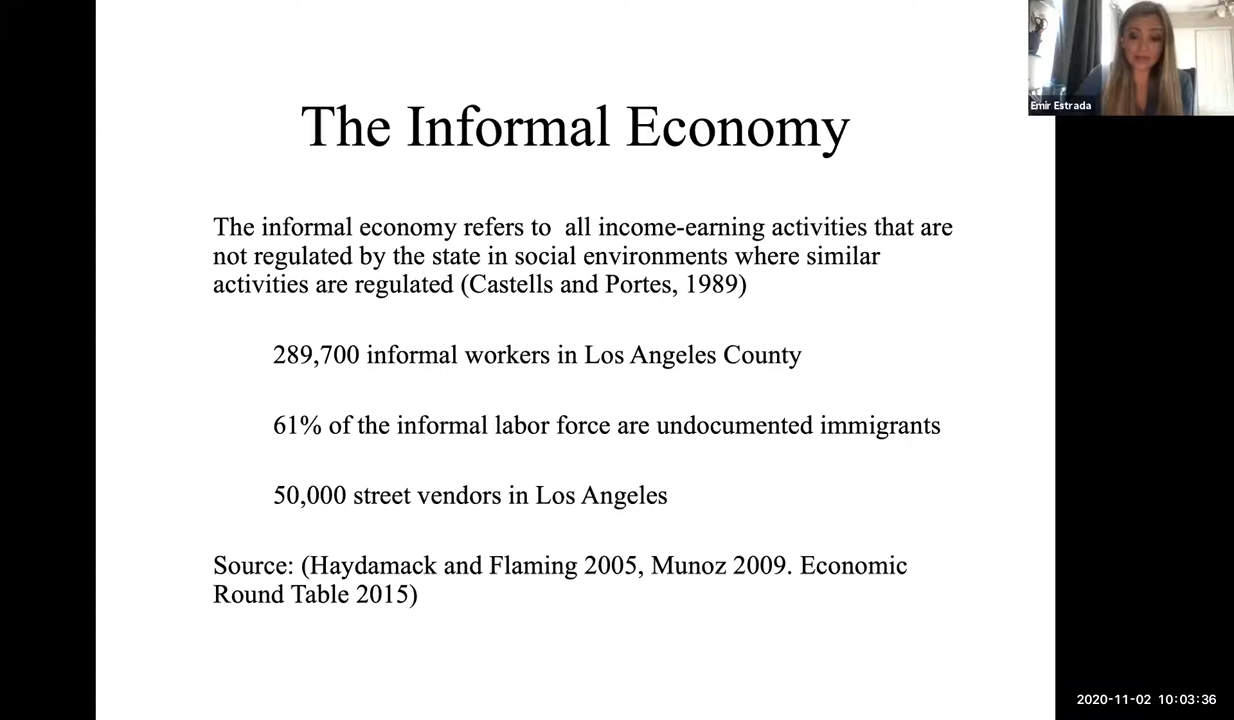 Emir Estrada
The Informal Economy
The informal economy refers to  all income-earning activities that are
not regulated by the state in social environments where similar
activities are regulated (Castells and Portes, 1989)
289,700 informal workers in Los Angeles County
61% of the informal labor force are undocumented immigrants
50,000 street vendors in Los Angeles
Source: (Haydamack and Flaming 2005, Munoz 2009. Economic
Round Table 2015)
2020-11-02 10:03:36